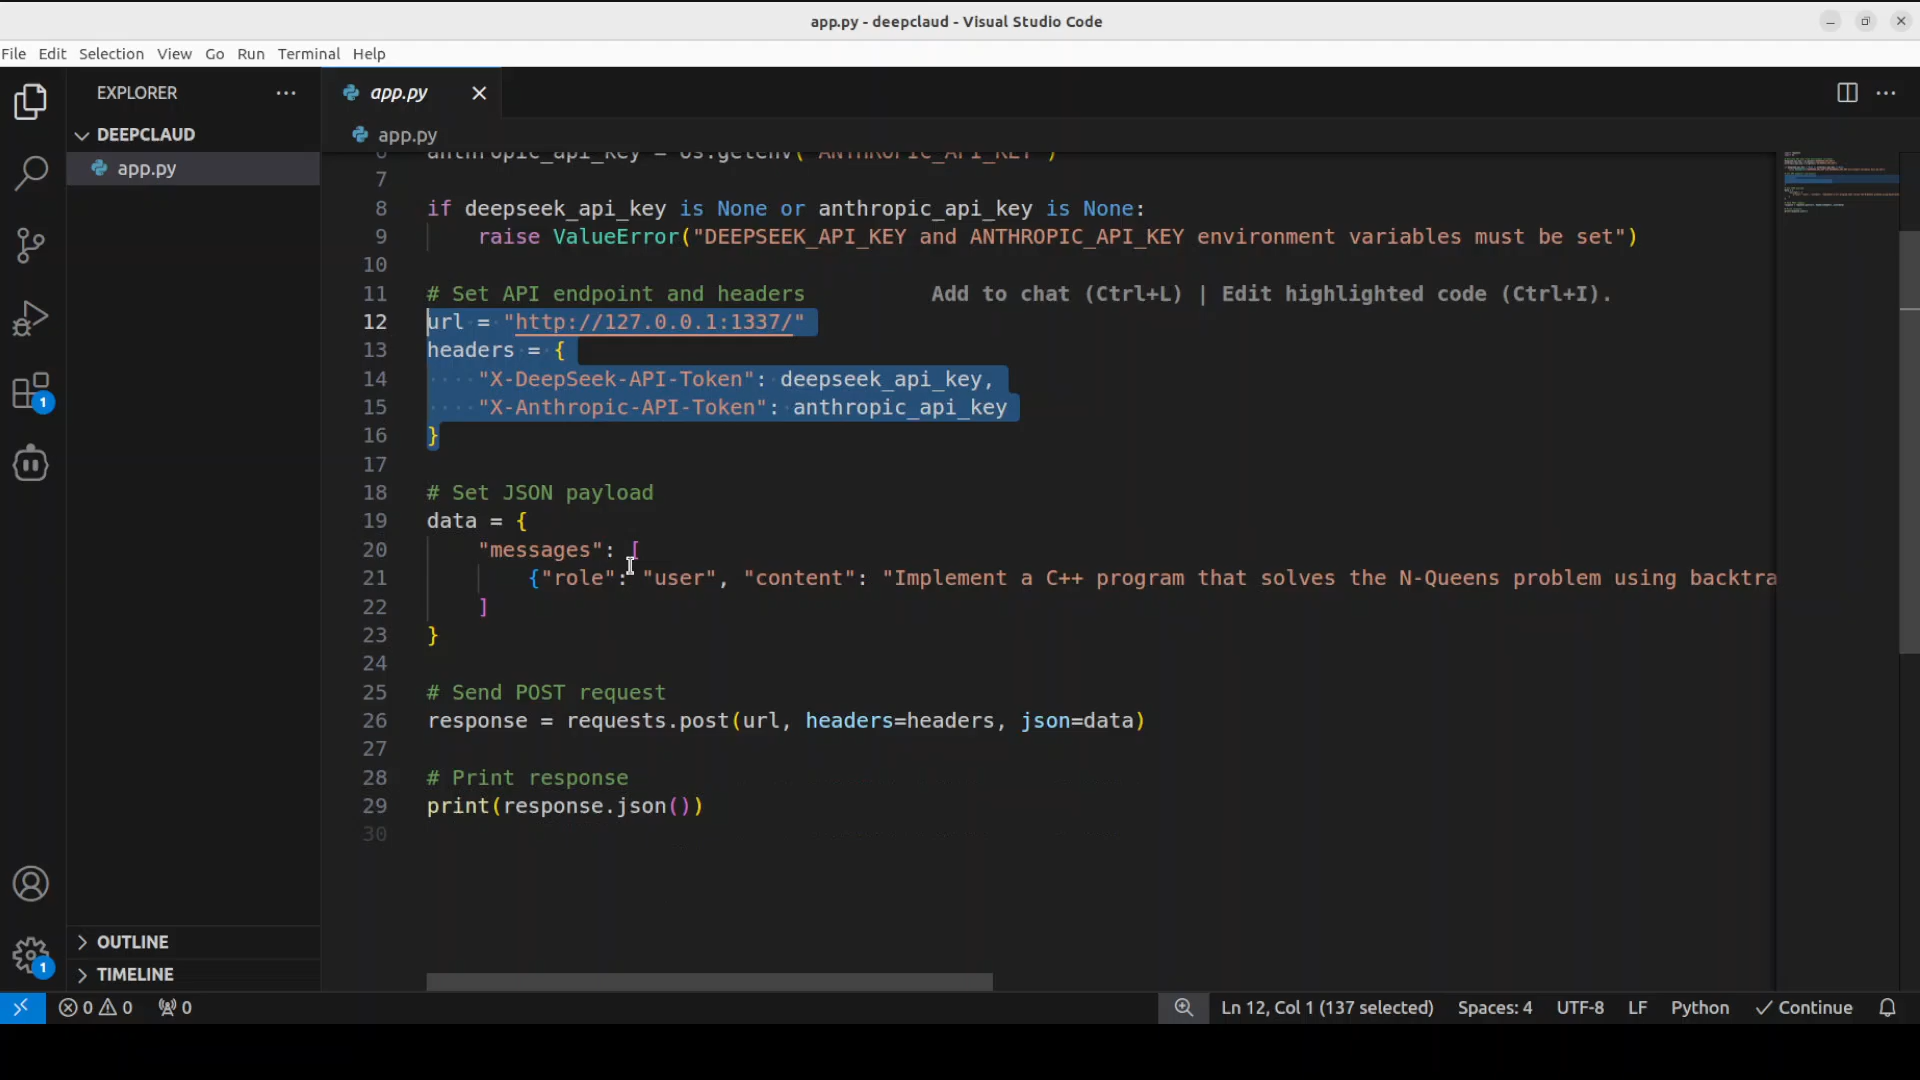 app.py - deepclaud - Visual Studio Code
File Edit Selection View Go Run Terminal Help
EXPLORER
DEEPCLAUD
app.py
OUTLINE
TIMELINE
app.py
app.py
6 anthropic_api_key = os.getenv("ANTHROPIC_API_KEY")
7
8 if deepseek_api_key is None or anthropic_api_key is None:
9 raise ValueError("DEEPSEEK_API_KEY and ANTHROPIC_API_KEY environment variables must be set")
10
11 # Set API endpoint and headers Add to chat (Ctrl+L) | Edit highlighted code (Ctrl+I).
12 url = "http://127.0.0.1:1337/"
13 headers = {
14 "X-DeepSeek-API-Token": deepseek_api_key,
15 "X-Anthropic-API-Token": anthropic_api_key
16 }
17
18 # Set JSON payload
19 data = {
20 "messages": [
21 {"role": "user", "content": "Implement a C++ program that solves the N-Queens problem using backtra
22 ]
23 }
24
25 # Send POST request
26 response = requests.post(url, headers=headers, json=data)
27
28 # Print response
29 print(response.json())
30
1
1
0 0 0
Ln 12, Col 1 (137 selected) Spaces: 4 UTF-8 LF Python Continue